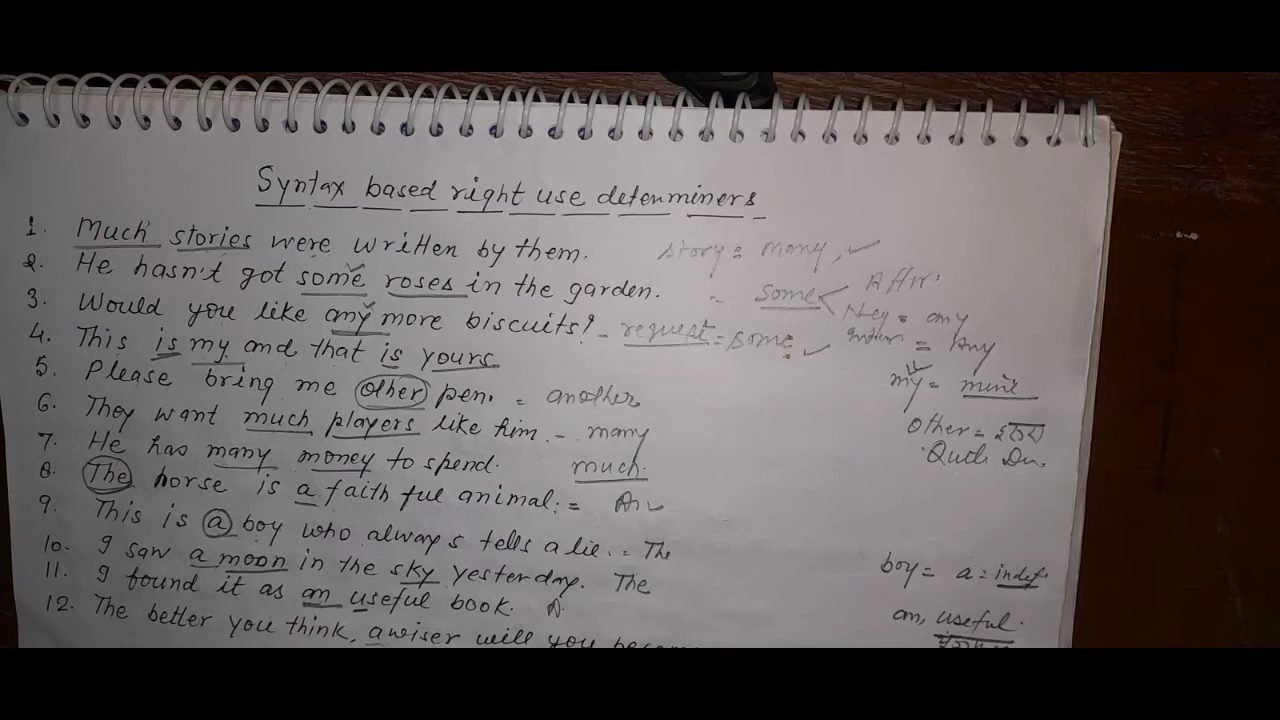 Syntax based right use determiners
1. Much stories were written by them. story = many,
2. He hasn't got some roses in the garden. - some Affir.
3. Would you like any more biscuits? - request = some Neg = any
4. This is my and that is yours = Any
5. Please bring me other pen. = another my = mine
6. They want much players like him. - many other =
7. He has many money to spend. much.
8. The horse is a faithful animal. =
9. This is a boy who always tells a lie. = The
10. I saw a moon in the sky yesterday. The boy = a = indef
11. I found it as an useful book. A
12. The better you think, a wiser will you an, useful.